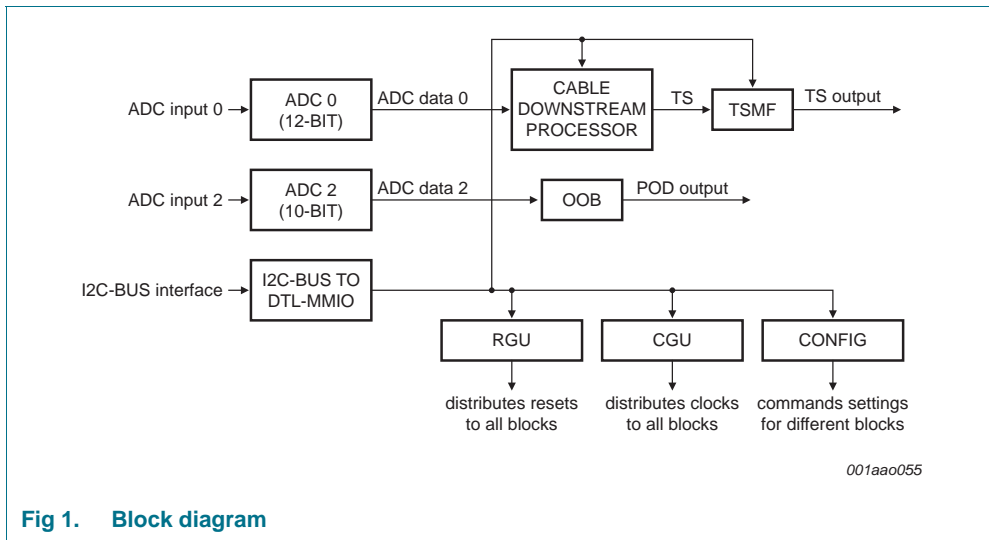 ADC input 0
ADC 0
(12-BIT)
ADC data 0
CABLE
DOWNSTREAM
PROCESSOR
TS
TSMF
TS output
ADC input 2
ADC 2
(10-BIT)
ADC data 2
OOB
POD output
I2C-BUS interface
I2C-BUS TO
DTL-MMIO
RGU
CGU
CONFIG
distributes resets
to all blocks
distributes clocks
to all blocks
commands settings
for different blocks
001aao055
Fig 1. Block diagram